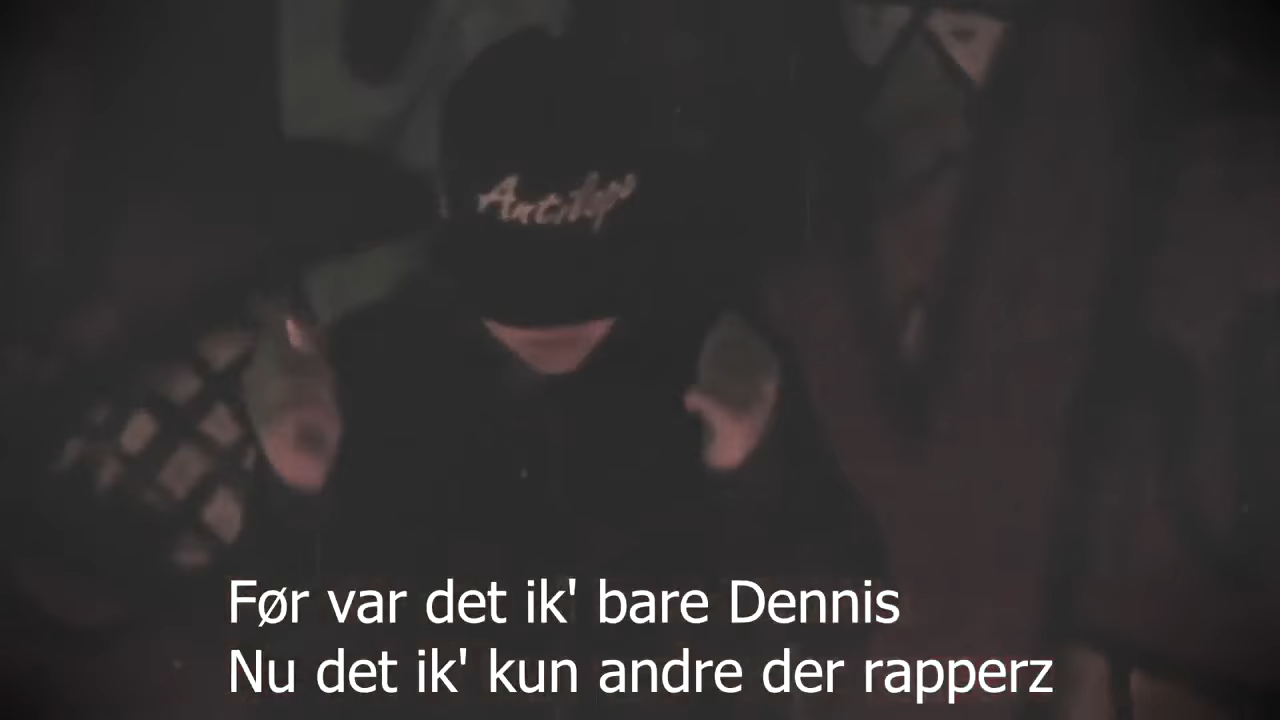 Før var det ik' bare Dennis
Nu det ik' kun andre der rapperz